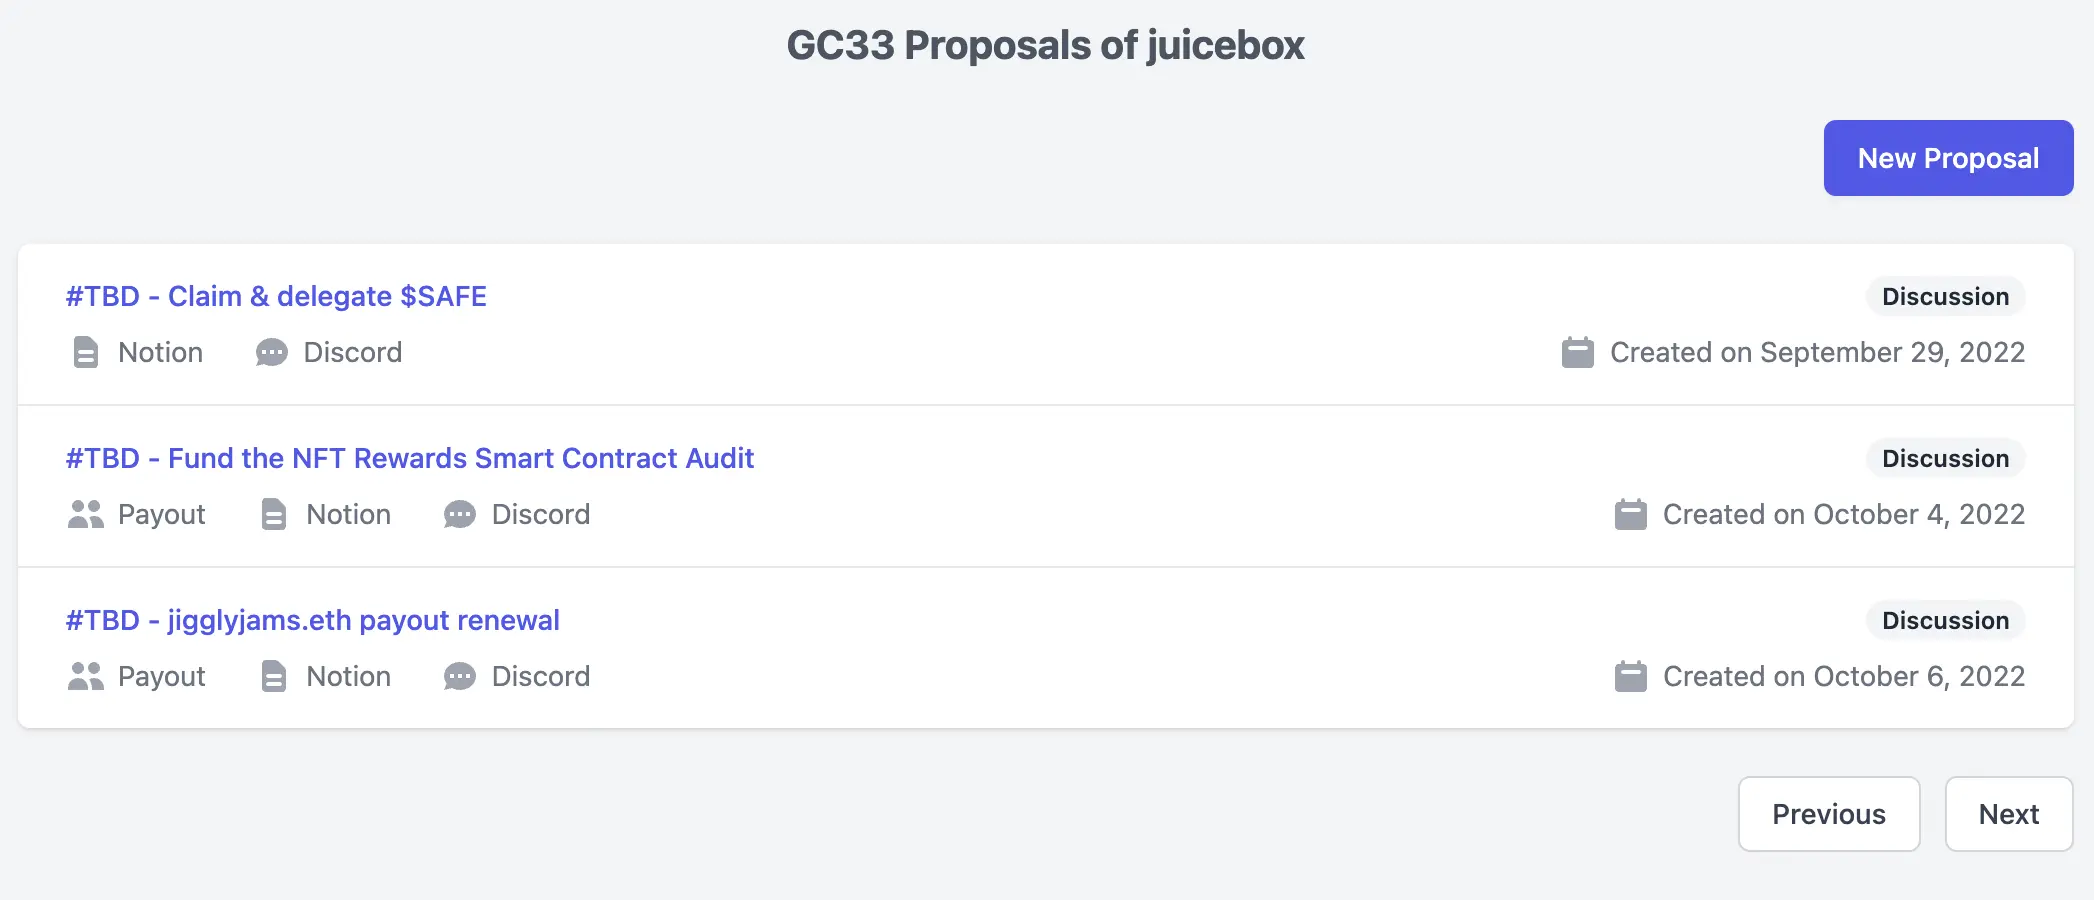 GC33 Proposals of juicebox
New Proposal
#TBD - Claim & delegate $SAFE
Discussion
Notion Discord
Created on September 29, 2022
#TBD - Fund the NFT Rewards Smart Contract Audit
Discussion
Payout Notion Discord
Created on October 4, 2022
#TBD - jigglyjams.eth payout renewal
Discussion
Payout Notion Discord
Created on October 6, 2022
Previous
Next